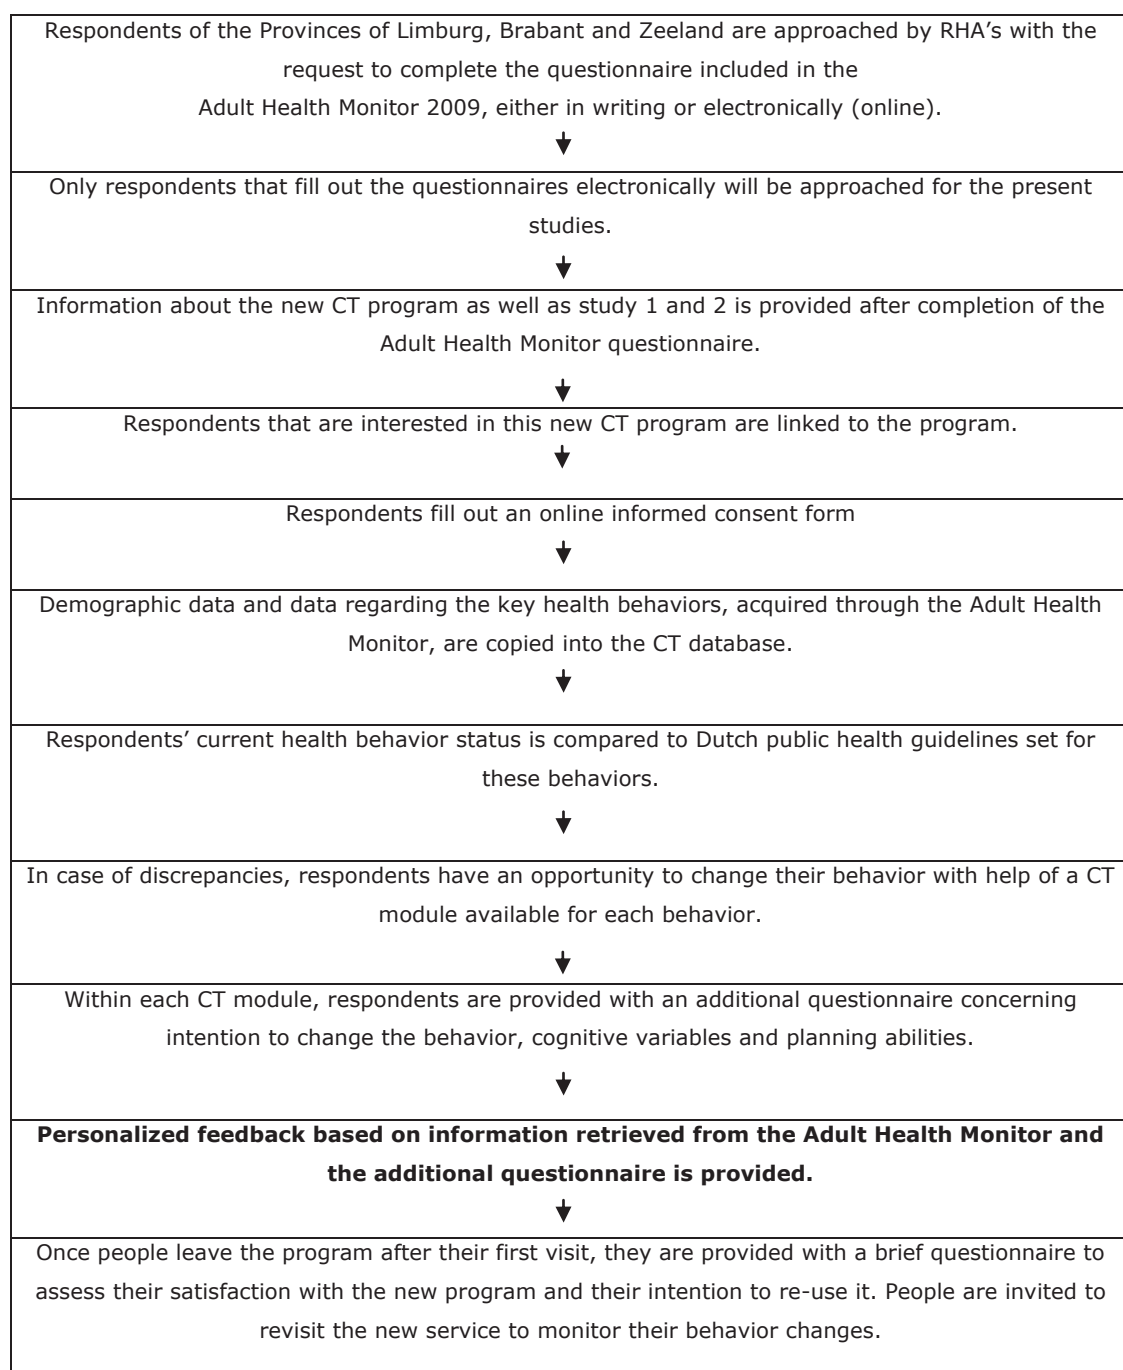 Respondents of the Provinces of Limburg, Brabant and Zeeland are approached by RHA’s with the
request to complete the questionnaire included in the
Adult Health Monitor 2009, either in writing or electronically (online).
Only respondents that fill out the questionnaires electronically will be approached for the present
studies.
Information about the new CT program as well as study 1 and 2 is provided after completion of the
Adult Health Monitor questionnaire.
Respondents that are interested in this new CT program are linked to the program.
Respondents fill out an online informed consent form
Demographic data and data regarding the key health behaviors, acquired through the Adult Health
Monitor, are copied into the CT database.
Respondents’ current health behavior status is compared to Dutch public health guidelines set for
these behaviors.
In case of discrepancies, respondents have an opportunity to change their behavior with help of a CT
module available for each behavior.
Within each CT module, respondents are provided with an additional questionnaire concerning
intention to change the behavior, cognitive variables and planning abilities.
Personalized feedback based on information retrieved from the Adult Health Monitor and
the additional questionnaire is provided.
Once people leave the program after their first visit, they are provided with a brief questionnaire to
assess their satisfaction with the new program and their intention to re-use it. People are invited to
revisit the new service to monitor their behavior changes.